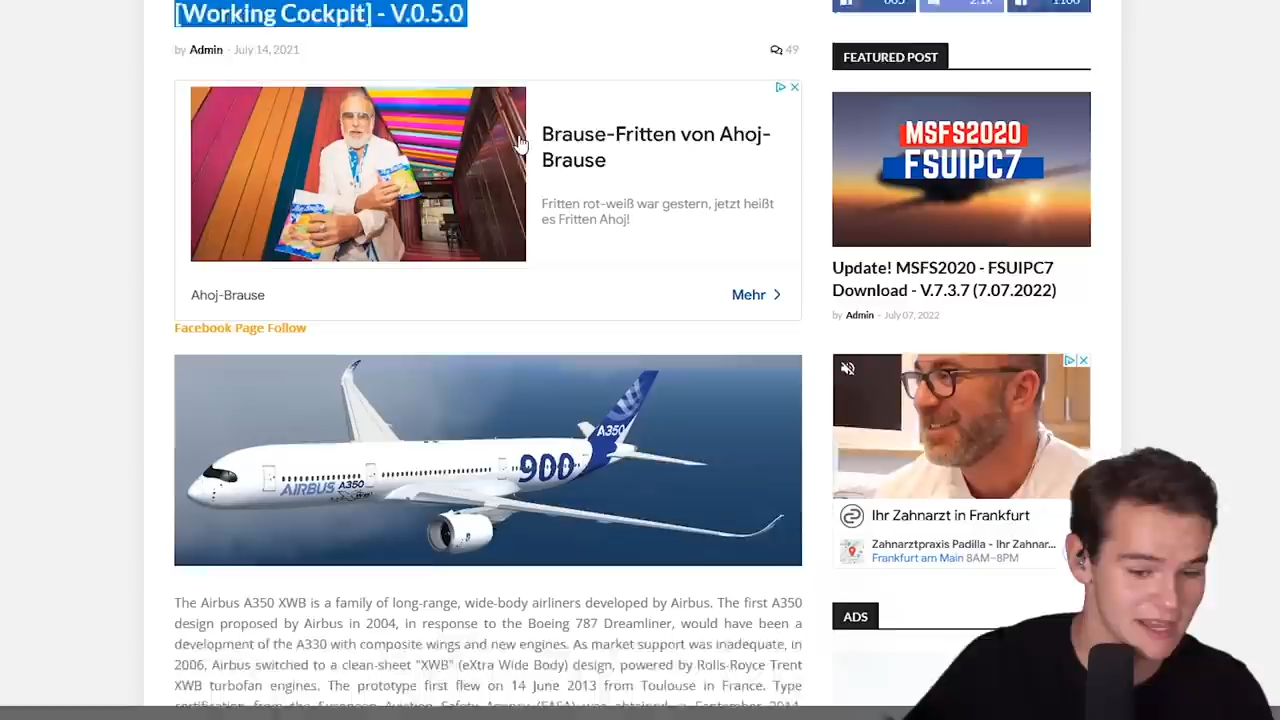 [Working Cockpit] - V.0.5.0
by Admin - July 14, 2021
49
Brause-Fritten von Ahoj-
Brause
Fritten rot-weiß war gestern, jetzt heißt
es Fritten Ahoj!
Ahoj-Brause
Mehr
Facebook Page Follow
A350
900
AIRBUS A350
The Airbus A350 XWB is a family of long-range, wide-body airliners developed by Airbus. The first A350
design proposed by Airbus in 2004, in response to the Boeing 787 Dreamliner, would have been a
development of the A330 with composite wings and new engines. As market support was inadequate, in
2006, Airbus switched to a clean-sheet "XWB" (eXtra Wide Body) design, powered by Rolls-Royce Trent
XWB turbofan engines. The prototype first flew on 14 June 2013 from Toulouse in France. Type
FEATURED POST
MSFS2020
FSUIPC7
Update! MSFS2020 - FSUIPC7
Download - V.7.3.7 (7.07.2022)
by Admin - July 07, 2022
Ihr Zahnarzt in Frankfurt
Zahnarztpraxis Padilla - Ihr Zahnar...
Frankfurt am Main 8AM–8PM
ADS